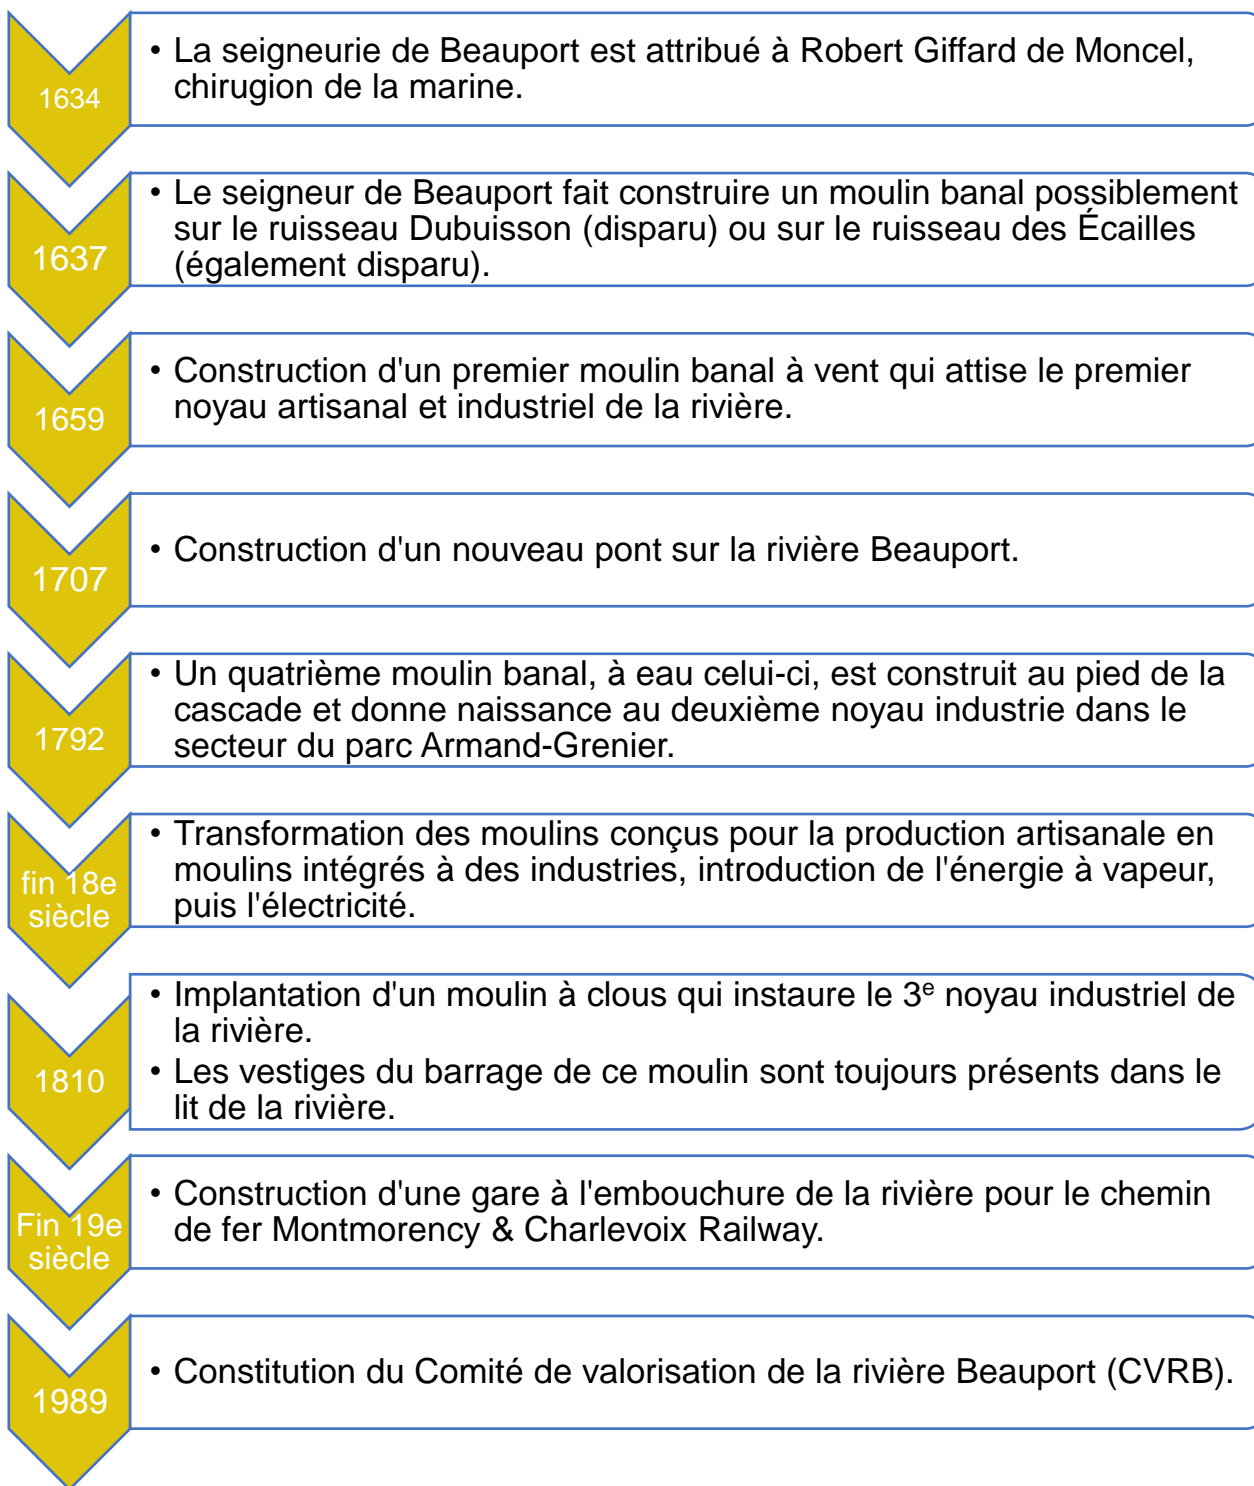 1634
• La seigneurie de Beauport est attribué à Robert Giffard de Moncel,
chirugion de la marine.
1637
• Le seigneur de Beauport fait construire un moulin banal possiblement
sur le ruisseau Dubuisson (disparu) ou sur le ruisseau des Écailles
(également disparu).
1659
• Construction d'un premier moulin banal à vent qui attise le premier
noyau artisanal et industriel de la rivière.
1707
• Construction d'un nouveau pont sur la rivière Beauport.
1792
• Un quatrième moulin banal, à eau celui-ci, est construit au pied de la
cascade et donne naissance au deuxième noyau industrie dans le
secteur du parc Armand-Grenier.
fin 18e
siècle
• Transformation des moulins conçus pour la production artisanale en
moulins intégrés à des industries, introduction de l'énergie à vapeur,
puis l'électricité.
1810
• Implantation d'un moulin à clous qui instaure le 3e noyau industriel de
la rivière.
• Les vestiges du barrage de ce moulin sont toujours présents dans le
lit de la rivière.
Fin 19e
siècle
• Construction d'une gare à l'embouchure de la rivière pour le chemin
de fer Montmorency & Charlevoix Railway.
1989
• Constitution du Comité de valorisation de la rivière Beauport (CVRB).